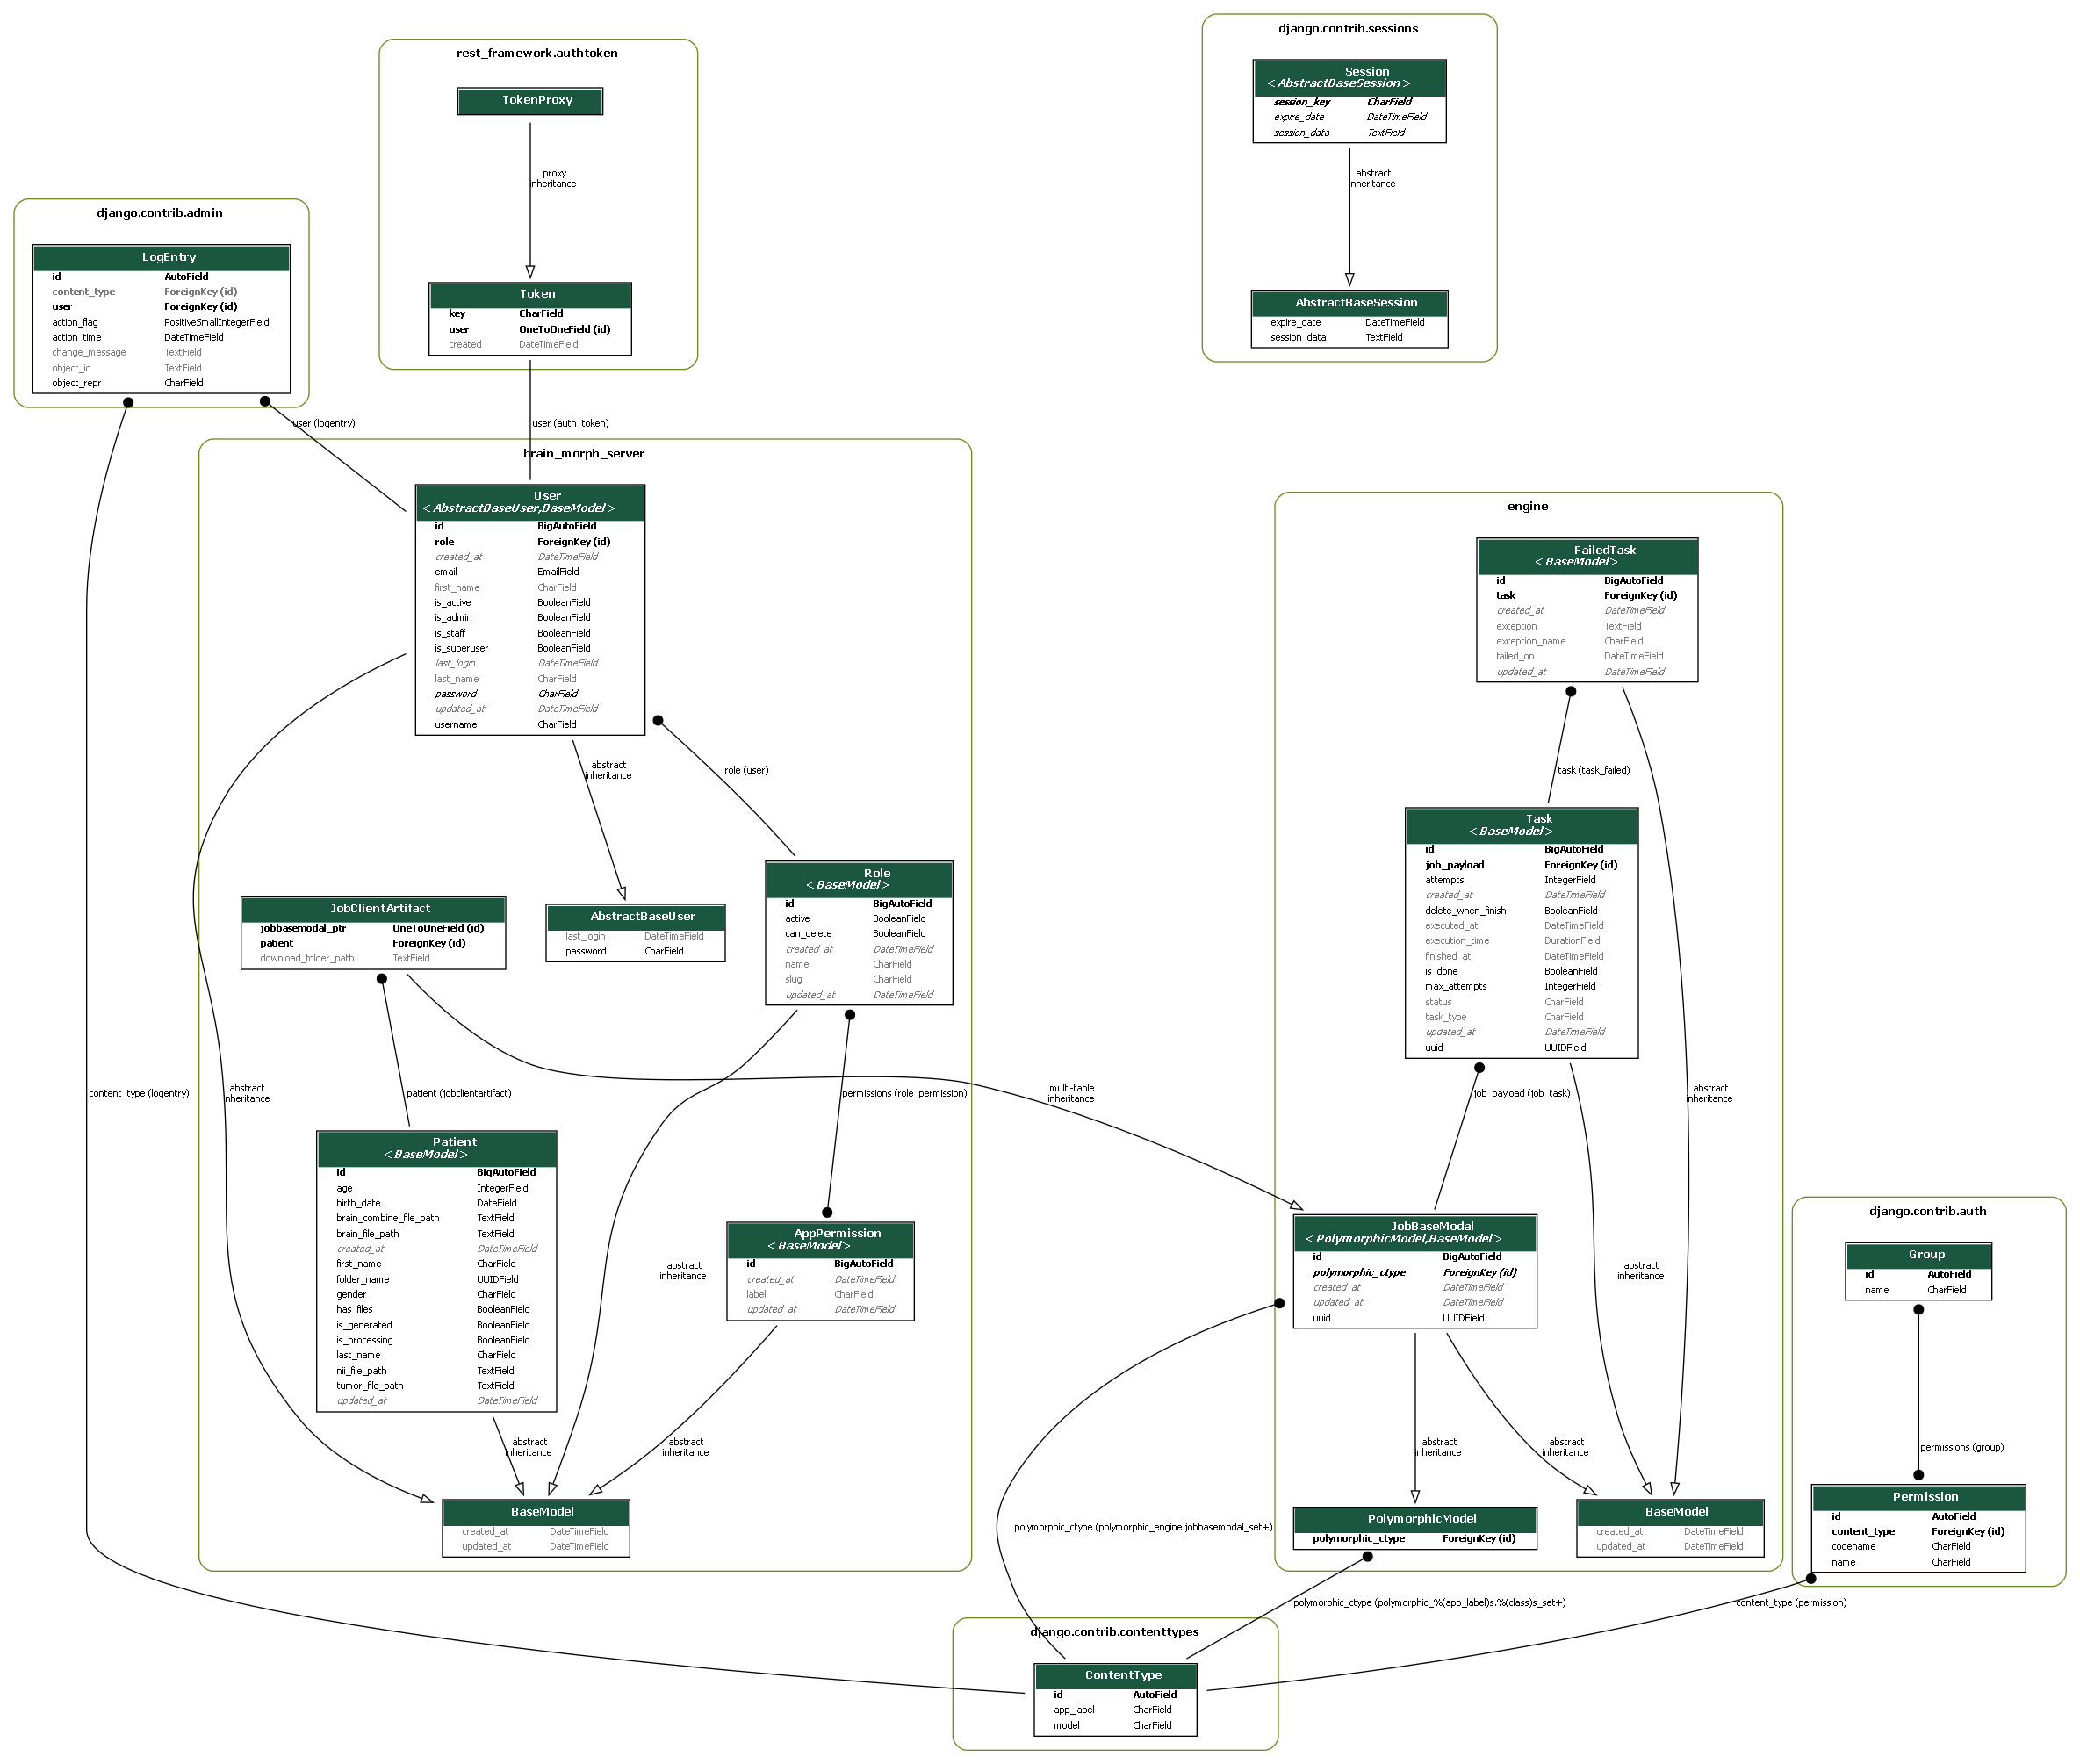 django.contrib.sessions
Session
<AbstractBaseSession>
session_key CharField
expire_date DateTimeField
session_data TextField
abstract
inheritance
AbstractBaseSession
expire_date DateTimeField
session_data TextField
rest_framework.authtoken
TokenProxy
proxy
inheritance
Token
key CharField
user OneToOneField (id)
created DateTimeField
user (auth_token)
django.contrib.admin
LogEntry
id AutoField
content_type ForeignKey (id)
user ForeignKey (id)
action_flag PositiveSmallIntegerField
action_time DateTimeField
change_message TextField
object_id TextField
object_repr CharField
user (logentry)
content_type (logentry)
brain_morph_server
User
<AbstractBaseUser,BaseModel>
id BigAutoField
role ForeignKey (id)
created_at DateTimeField
email EmailField
first_name CharField
is_active BooleanField
is_admin BooleanField
is_staff BooleanField
is_superuser BooleanField
last_login DateTimeField
last_name CharField
password CharField
updated_at DateTimeField
username CharField
abstract
inheritance
role (user)
JobClientArtifact
jobbasemodal_ptr OneToOneField (id)
patient ForeignKey (id)
download_folder_path TextField
AbstractBaseUser
last_login DateTimeField
password CharField
Role
<BaseModel>
id BigAutoField
active BooleanField
can_delete BooleanField
created_at DateTimeField
name CharField
slug CharField
updated_at DateTimeField
abstract
inheritance
patient (jobclientartifact)
permissions (role_permission)
multi-table
inheritance
Patient
<BaseModel>
id BigAutoField
age IntegerField
birth_date DateField
brain_combine_file_path TextField
brain_file_path TextField
created_at DateTimeField
first_name CharField
folder_name UUIDField
gender CharField
has_files BooleanField
is_generated BooleanField
is_processing BooleanField
last_name CharField
nii_file_path TextField
tumor_file_path TextField
updated_at DateTimeField
abstract
inheritance
AppPermission
<BaseModel>
id BigAutoField
created_at DateTimeField
label CharField
updated_at DateTimeField
abstract
inheritance
abstract
inheritance
BaseModel
created_at DateTimeField
updated_at DateTimeField
engine
FailedTask
<BaseModel>
id BigAutoField
task ForeignKey (id)
created_at DateTimeField
exception TextField
exception_name CharField
failed_on DateTimeField
updated_at DateTimeField
task (task_failed)
Task
<BaseModel>
id BigAutoField
job_payload ForeignKey (id)
attempts IntegerField
created_at DateTimeField
delete_when_finish BooleanField
executed_at DateTimeField
execution_time DurationField
finished_at DateTimeField
is_done BooleanField
max_attempts IntegerField
status CharField
task_type CharField
updated_at DateTimeField
uuid UUIDField
job_payload (job_task)
abstract
inheritance
JobBaseModal
<PolymorphicModel,BaseModel>
id BigAutoField
polymorphic_ctype ForeignKey (id)
created_at DateTimeField
updated_at DateTimeField
uuid UUIDField
abstract
inheritance
abstract
inheritance
abstract
inheritance
polymorphic_ctype (polymorphic_engine.jobbasemodal_set+)
PolymorphicModel
polymorphic_ctype ForeignKey (id)
BaseModel
created_at DateTimeField
updated_at DateTimeField
polymorphic_ctype (polymorphic_%(app_label)s.%(class)s_set+)
django.contrib.auth
Group
id AutoField
name CharField
permissions (group)
Permission
id AutoField
content_type ForeignKey (id)
codename CharField
name CharField
content_type (permission)
django.contrib.contenttypes
ContentType
id AutoField
app_label CharField
model CharField